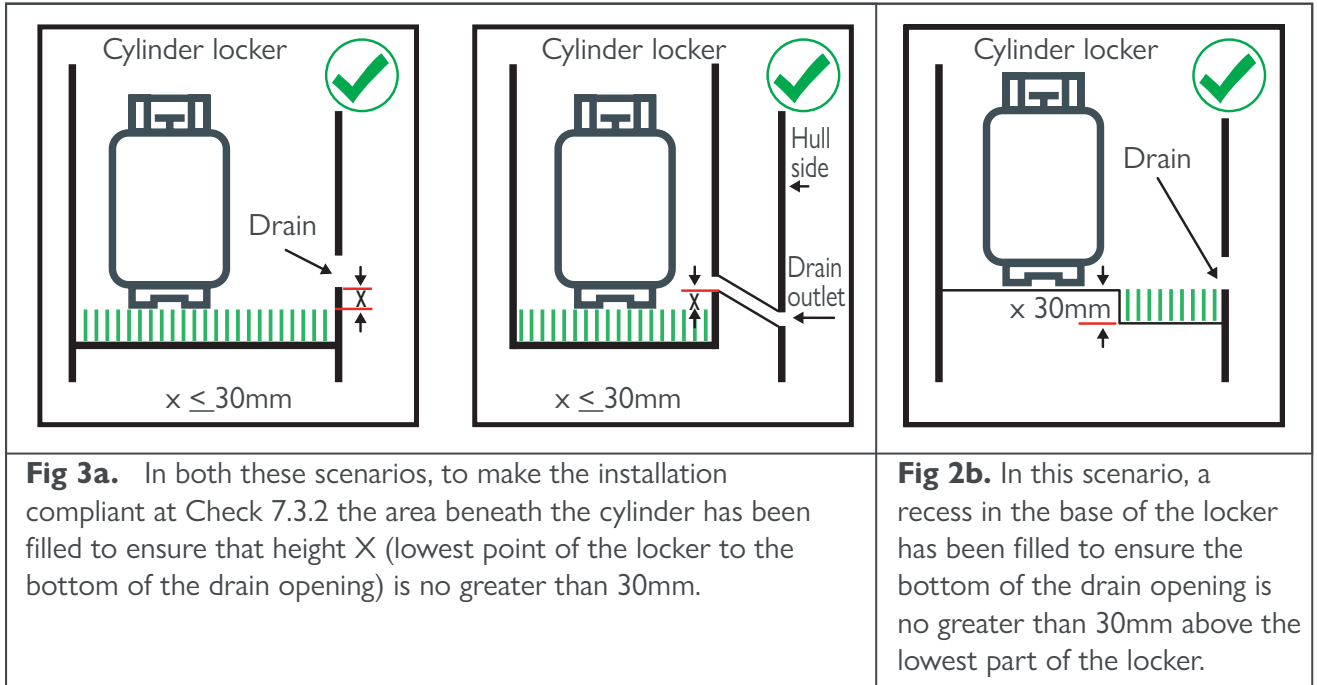 Cylinder locker
Drain
x
x ≤ 30mm
Cylinder locker
Hull
side
Drain
outlet
x
x ≤ 30mm
Cylinder locker
Drain
x 30mm
Fig 3a. In both these scenarios, to make the installation
compliant at Check 7.3.2 the area beneath the cylinder has been
filled to ensure that height X (lowest point of the locker to the
bottom of the drain opening) is no greater than 30mm.
Fig 2b. In this scenario, a
recess in the base of the locker
has been filled to ensure the
bottom of the drain opening is
no greater than 30mm above the
lowest part of the locker.